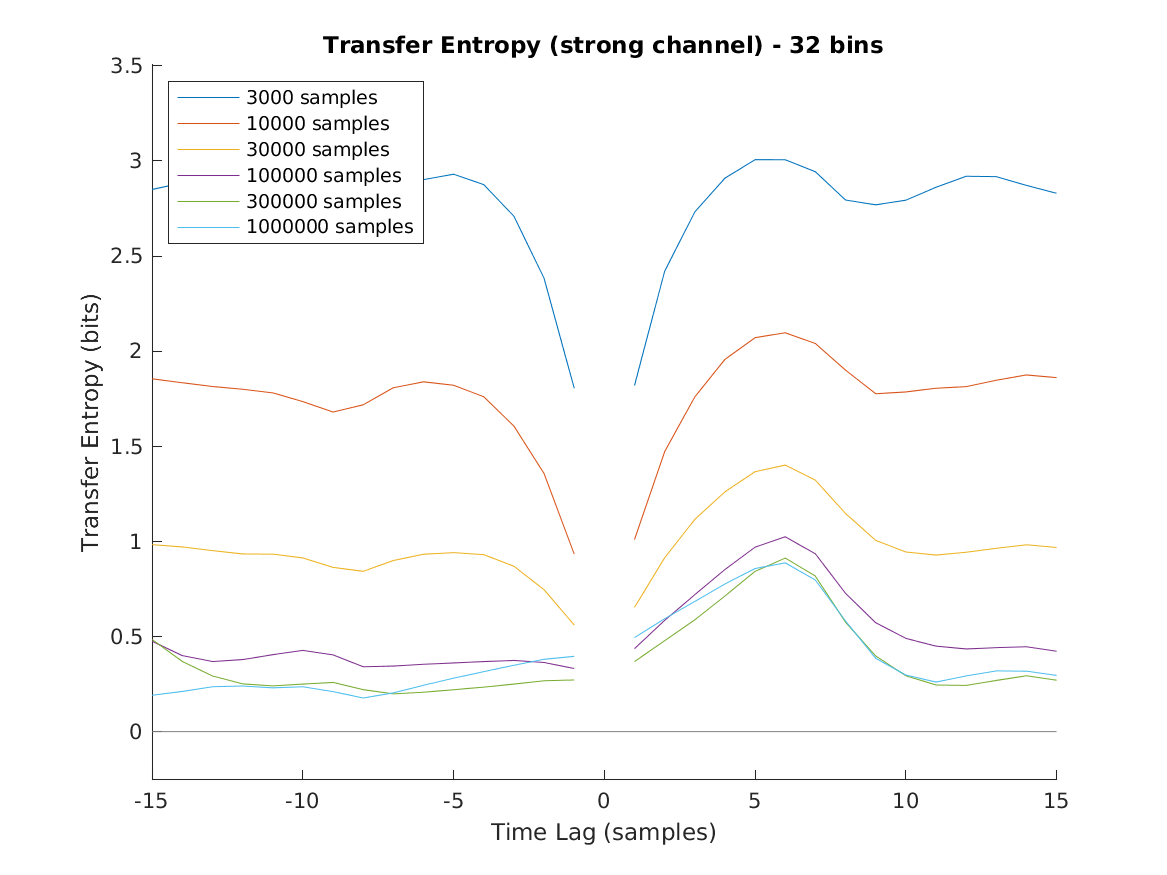 Transfer Entropy (strong channel) - 32 bins
3000 samples
10000 samples
30000 samples
100000 samples
300000 samples
1000000 samples
3.5
3
2.5
2
1.5
1
0.5
0
Transfer Entropy (bits)
-15
-10
-5
0
5
10
15
Time Lag (samples)